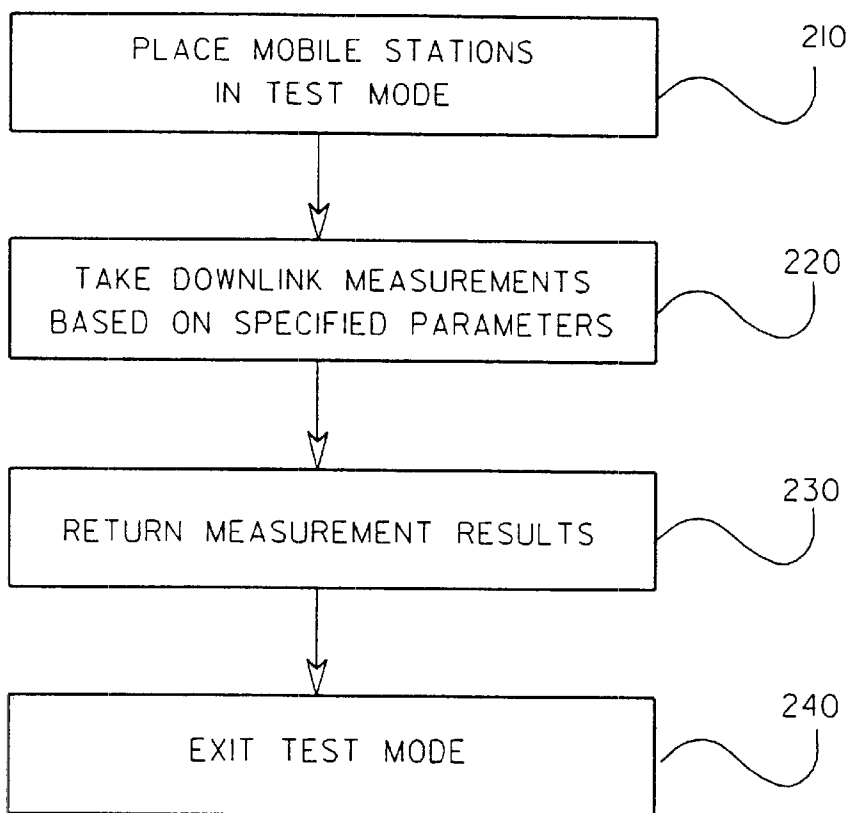 PLACE MOBILE STATIONS
IN TEST MODE
210
TAKE DOWNLINK MEASUREMENTS
BASED ON SPECIFIED PARAMETERS
220
RETURN MEASUREMENT RESULTS
230
EXIT TEST MODE
240